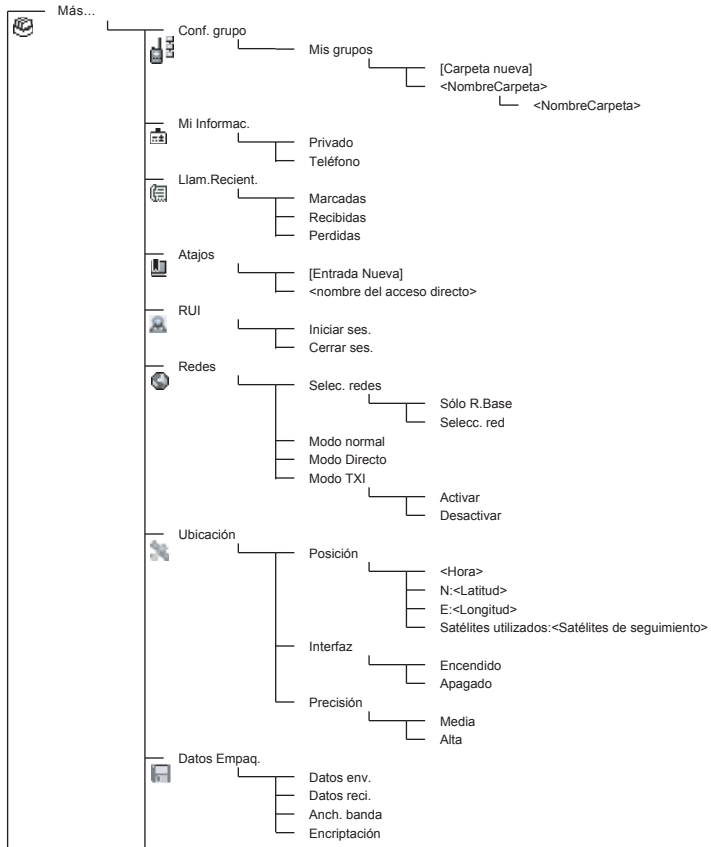 Más...
Conf. grupo
Mis grupos
[Carpeta nueva]
<NombreCarpeta>
<NombreCarpeta>
Mi Informac.
Privado
Teléfono
Llam.Recient.
Marcadas
Recibidas
Perdidas
Atajos
[Entrada Nueva]
<nombre del acceso directo>
RUI
Iniciar ses.
Cerrar ses.
Redes
Selec. redes
Sólo R.Base
Selecc. red
Modo normal
Modo Directo
Modo TXI
Activar
Desactivar
Ubicación
Posición
<Hora>
N:<Latitud>
E:<Longitud>
Satélites utilizados:<Satélites de seguimiento>
Interfaz
Encendido
Apagado
Precisión
Media
Alta
Datos Empaq.
Datos env.
Datos reci.
Anch. banda
Encriptación